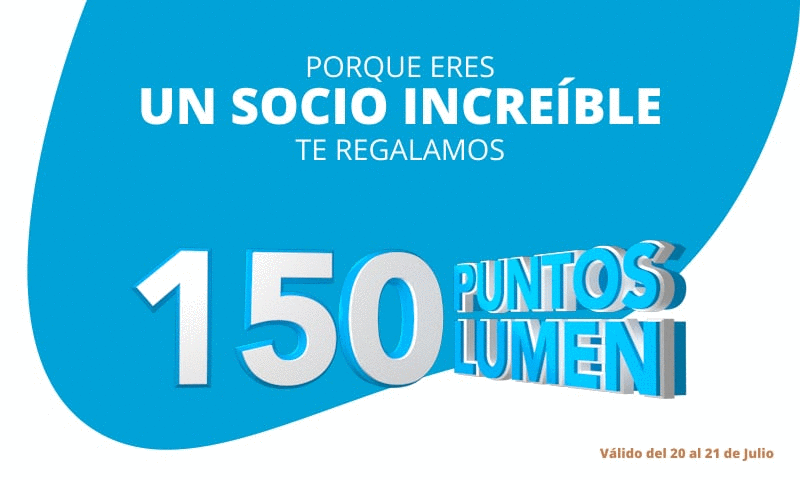 PORQUE ERES
UN SOCIO INCREÍBLE
TE REGALAMOS
150 PUNTOS
LUMEN
Válido del 20 al 21 de Julio